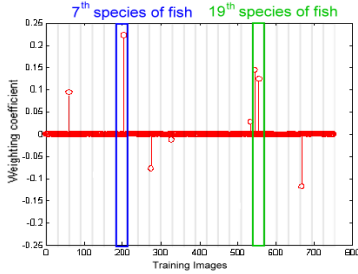 7th species of fish
19th species of fish
Weighting coefficient
0.25
0.2
0.15
0.1
0.05
0
-0.05
-0.1
-0.15
-0.2
-0.25
0 100 200 300 400 500 600 700 800
Training Images